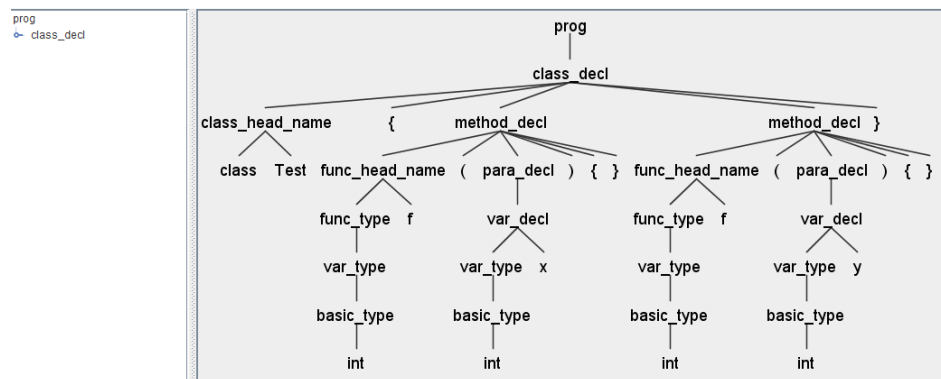 prog
class_decl
prog
class_decl
class_head_name { method_decl method_decl }
class Test func_head_name ( para_decl ) { } func_head_name ( para_decl ) { }
func_type f var_decl func_type f var_decl
var_type var_type x var_type var_type y
basic_type basic_type basic_type basic_type
int int int int